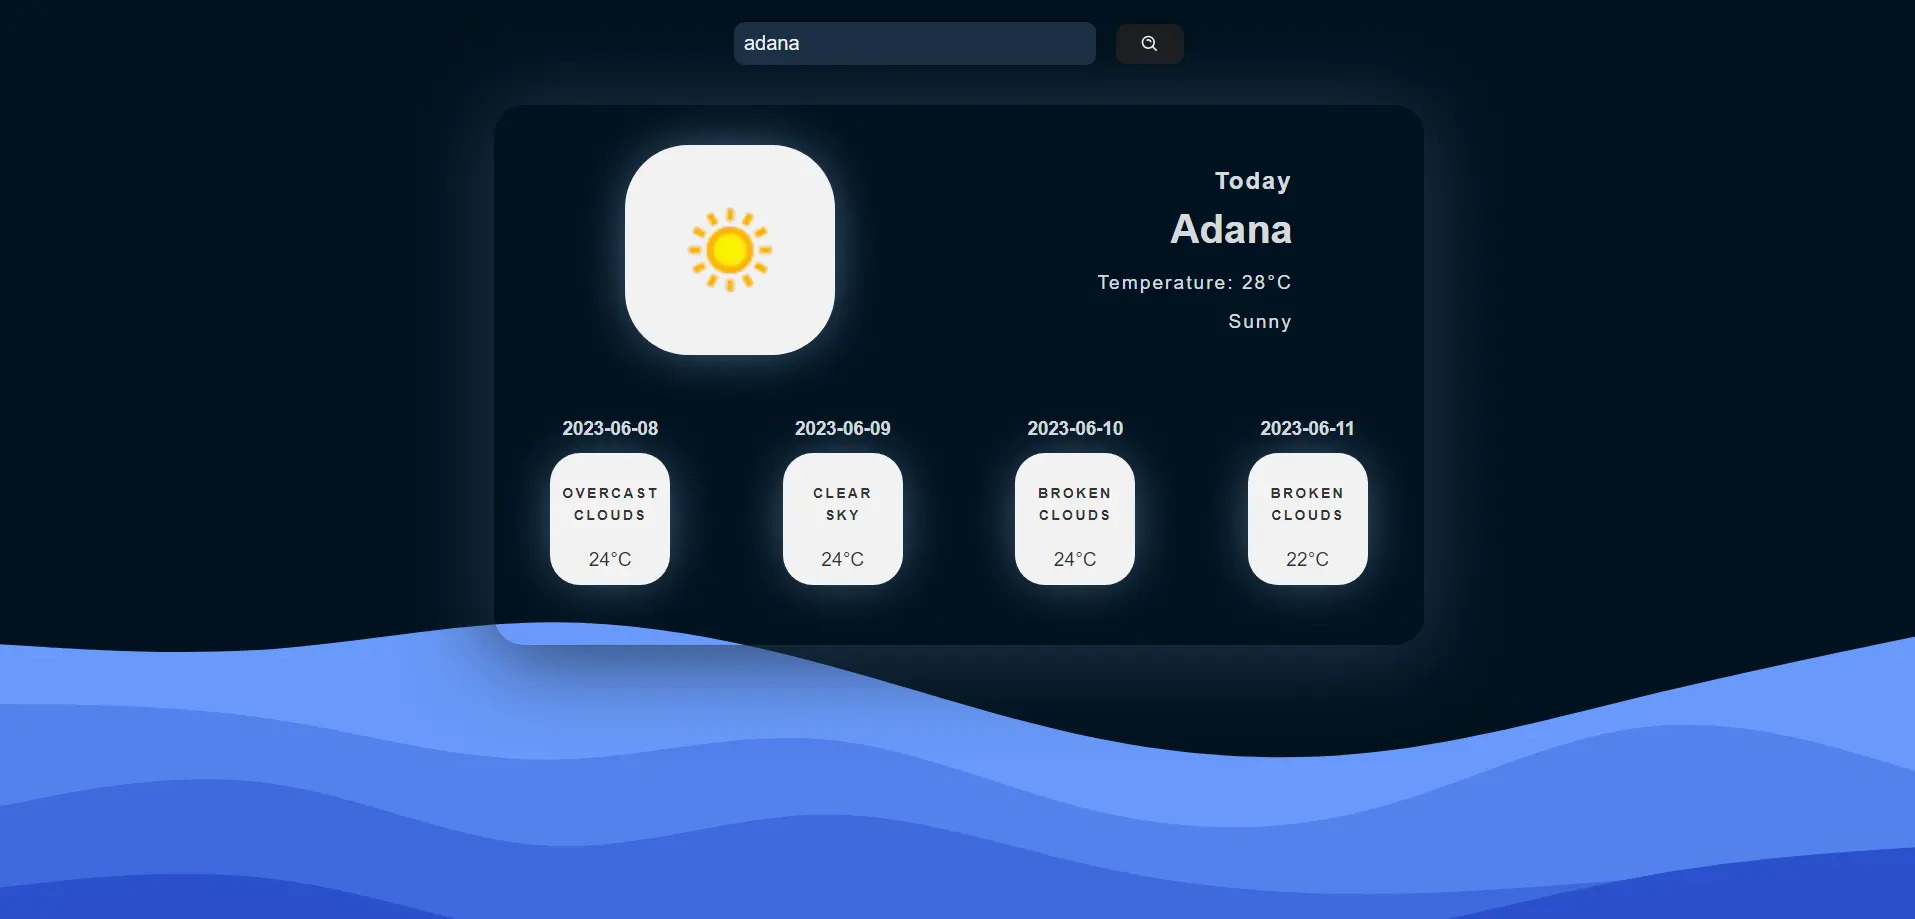 adana
Today
Adana
Temperature: 28°C
Sunny
2023-06-08
OVERCAST
CLOUDS
24°C
2023-06-09
CLEAR
SKY
24°C
2023-06-10
BROKEN
CLOUDS
24°C
2023-06-11
BROKEN
CLOUDS
22°C